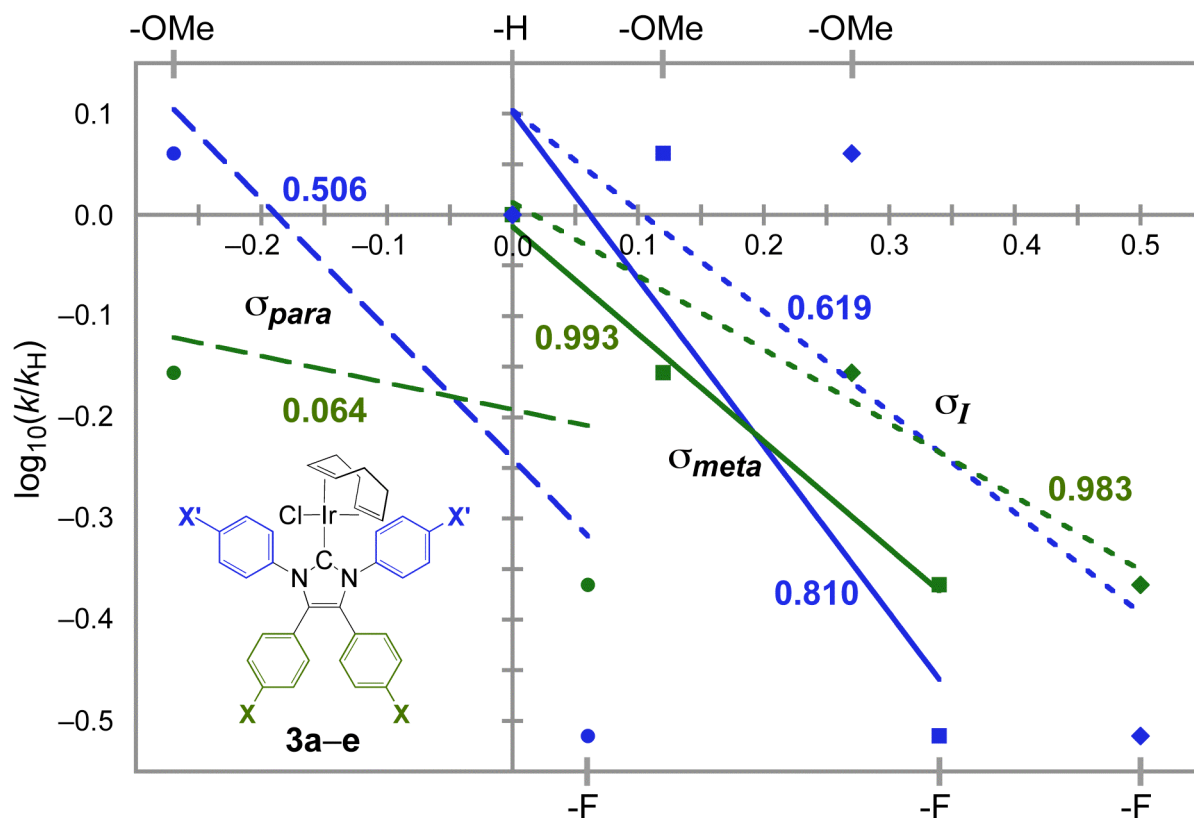 -OMe -H -OMe -OMe
0.1
0.506
0.0
–0.2 –0.1 0.0 0.1 0.2 0.3 0.4 0.5
σpara
0.619
–0.1
0.993
log10(k/kH)
σI
–0.2
0.064
σmeta
0.983
–0.3
X' Cl Ir X'
0.810
C
N N
–0.4
X X
–0.5
3a–e
-F -F -F